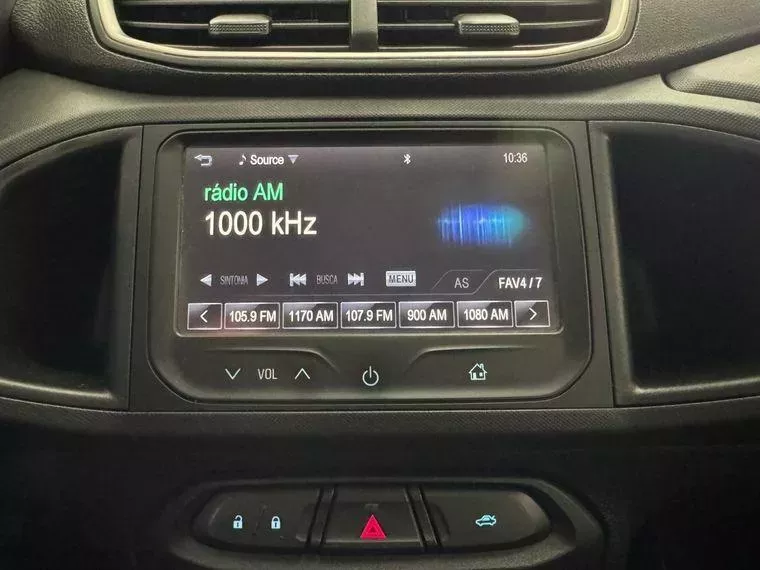 Source 10:36
rádio AM
1000 kHz
SINTONIA BUSCA MENU AS FAV4/7
105.9 FM 1170 AM 107.9 FM 900 AM 1080 AM
VOL